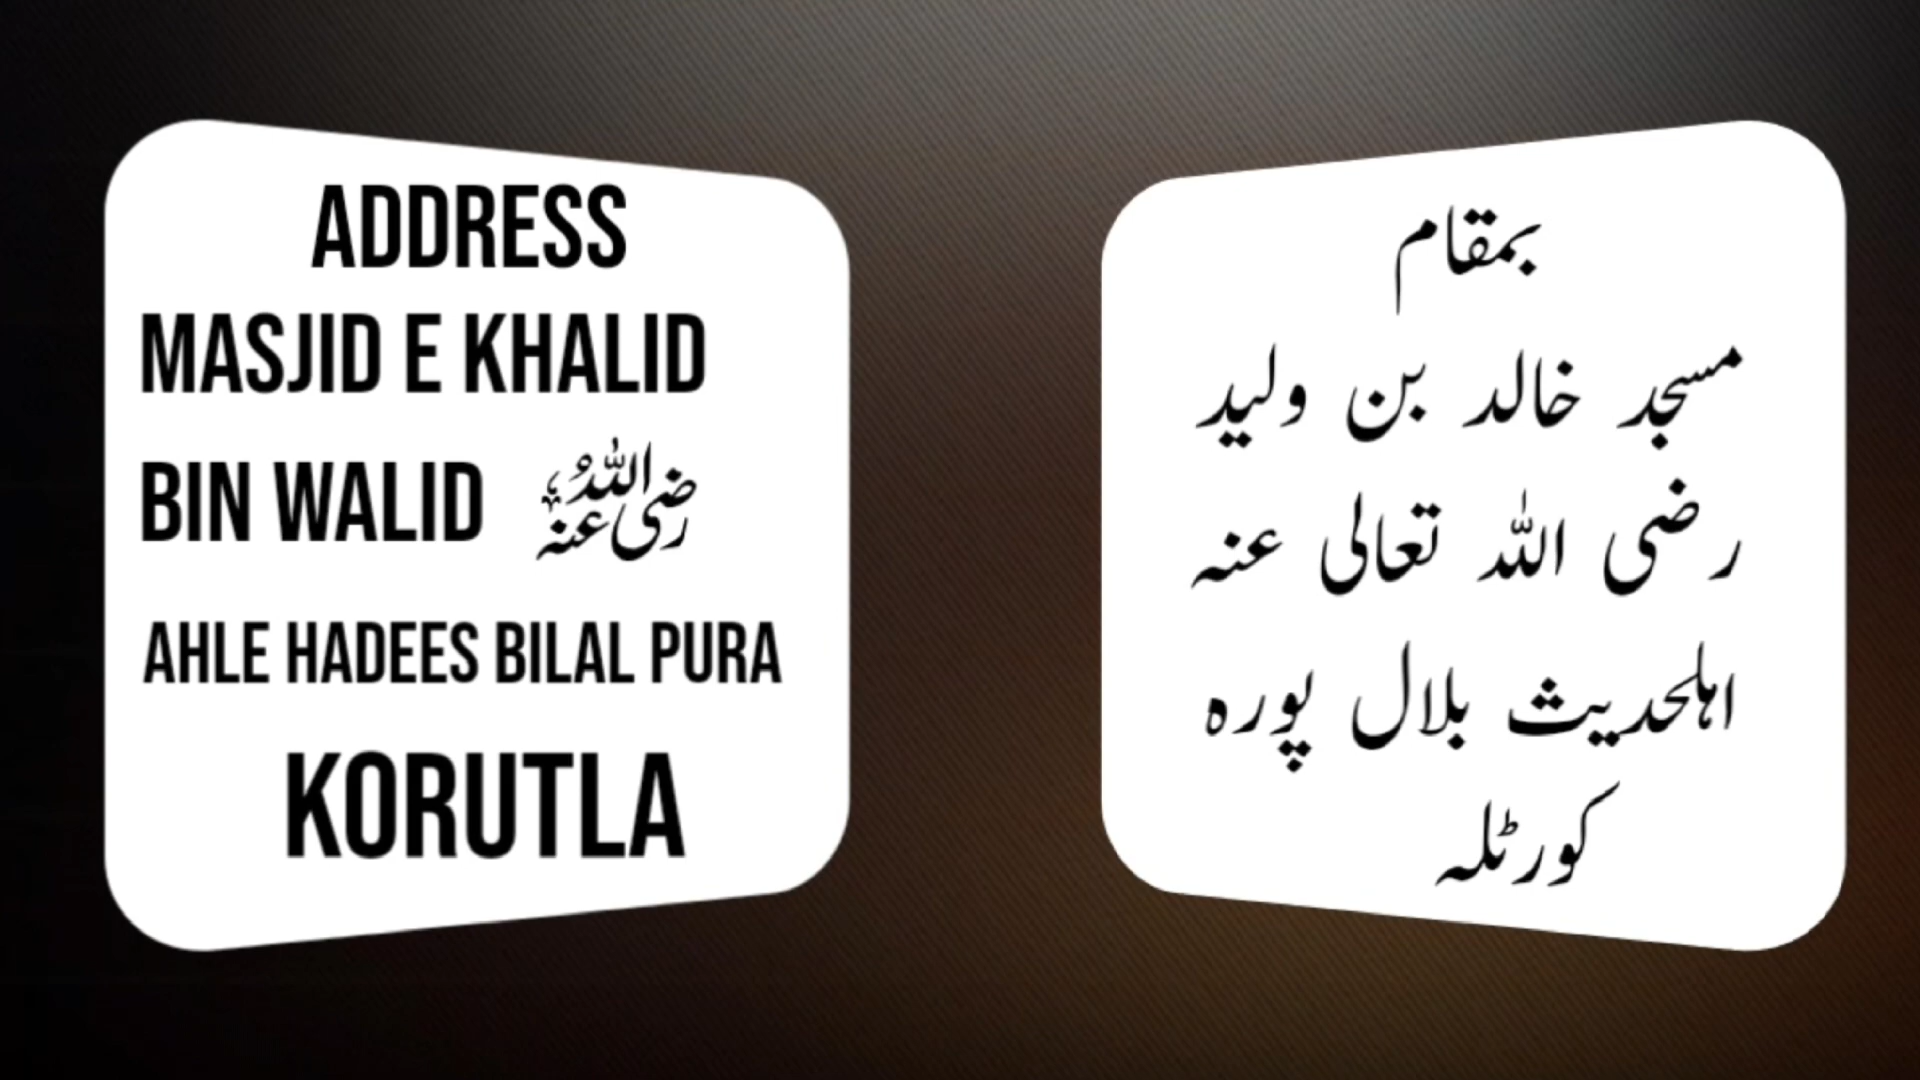 ADDRESS
MASJID E KHALID
BIN WALID رضی اللہ عنہ
AHLE HADEES BILAL PURA
KORUTLA
بمقام
مسجد خالد بن ولید
رضی اللہ تعالی عنہ
اہلحدیث بلال پورہ
کورٹلہ